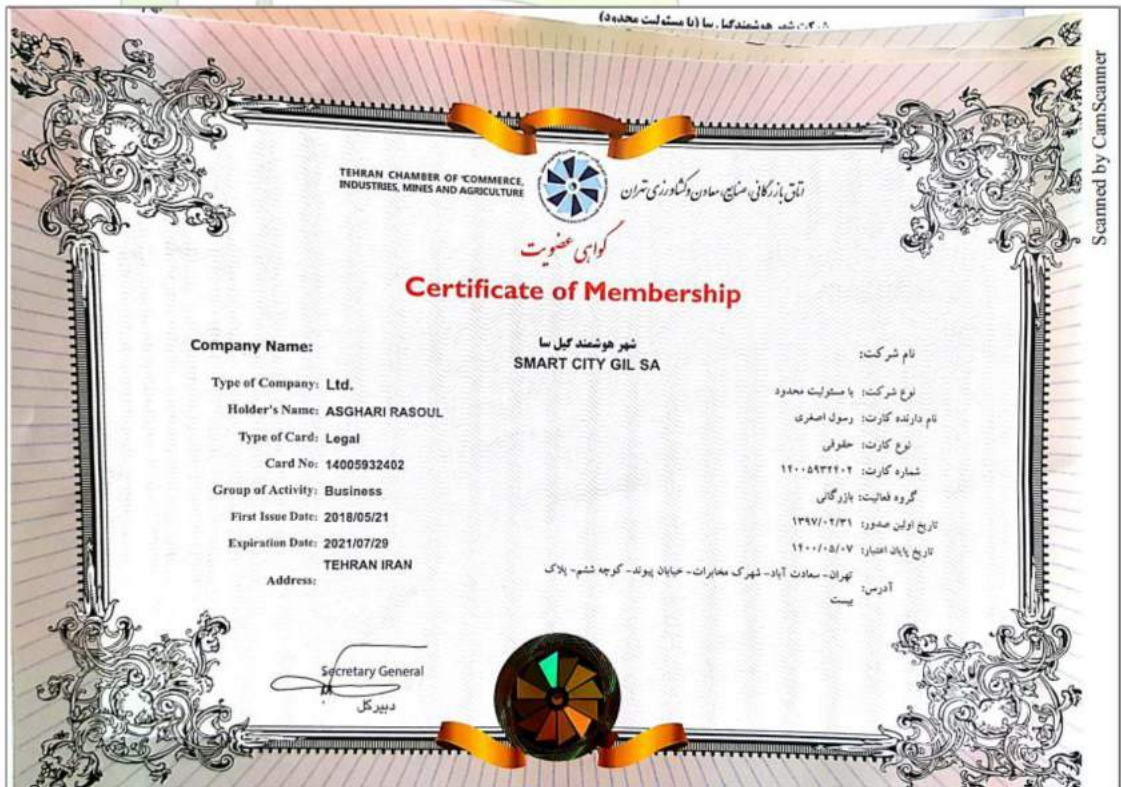 شرکت شهر هوشمند گیل سا (با مسئولیت محدود)
Scanned by CamScanner
TEHRAN CHAMBER OF COMMERCE,
INDUSTRIES, MINES AND AGRICULTURE
اتاق بازرگانی، صنایع، معادن و کشاورزی تهران
گواهی عضویت
Certificate of Membership
Company Name:
شهر هوشمند گیل سا
SMART CITY GIL SA
نام شرکت:
Type of Company: Ltd.
نوع شرکت: با مسئولیت محدود
Holder's Name: ASGHARI RASOUL
نام دارنده کارت: رسول اصغری
Type of Card: Legal
نوع کارت: حقوقی
Card No: 14005932402
شماره کارت: ۱۴۰۰۵۹۳۲۴۰۲
Group of Activity: Business
گروه فعالیت: بازرگانی
First Issue Date: 2018/05/21
تاریخ اولین صدور: ۱۳۹۷/۰۲/۳۱
Expiration Date: 2021/07/29
تاریخ پایان اعتبار: ۱۴۰۰/۰۵/۰۷
TEHRAN IRAN
Address:
تهران- سعادت آباد- شهرک مخابرات- خیابان پیوند- کوچه ششم- پلاک
آدرس:
بیست
Secretary General
دبیرکل